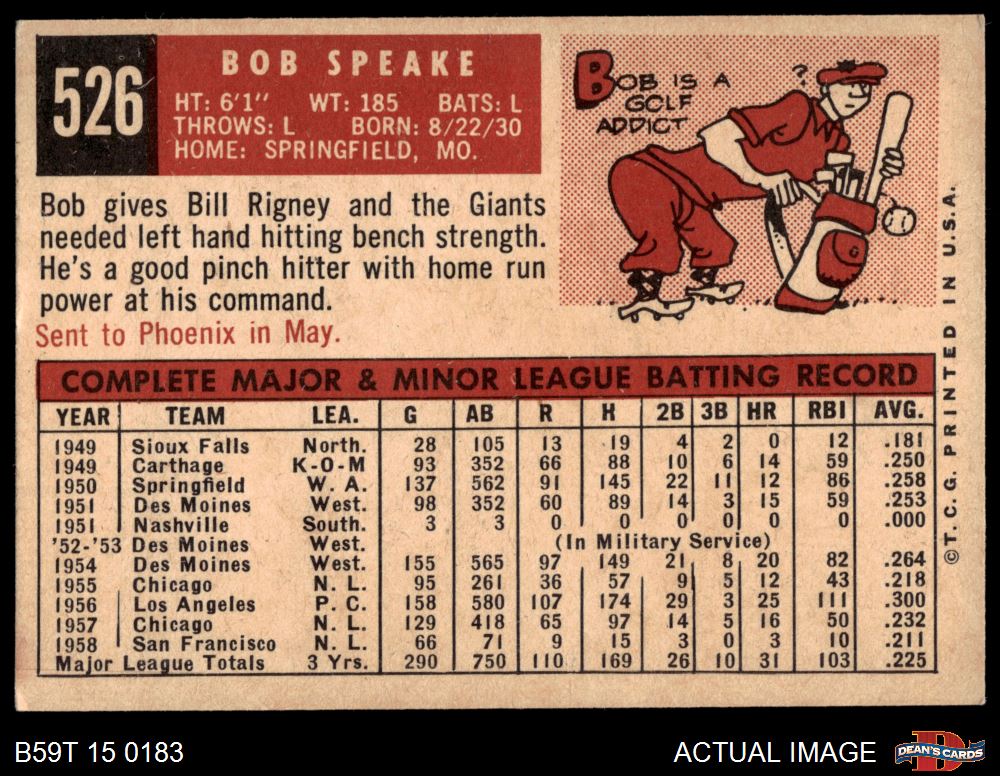 526
BOB SPEAKE
HT: 6'1" WT: 185 BATS: L
THROWS: L BORN: 8/22/30
HOME: SPRINGFIELD, MO.
BOB IS A
GOLF
ADDICT
?
Bob gives Bill Rigney and the Giants
needed left hand hitting bench strength.
He's a good pinch hitter with home run
power at his command.
Sent to Phoenix in May.
COMPLETE MAJOR & MINOR LEAGUE BATTING RECORD
YEAR TEAM LEA. G AB R H 2B 3B HR RBI AVG.
1949 Sioux Falls North. 28 105 13 19 4 2 0 12 .181
1949 Carthage K-O-M 93 352 66 88 10 6 14 59 .250
1950 Springfield W. A. 137 562 91 145 22 11 12 86 .258
1951 Des Moines West. 98 352 60 89 14 3 15 59 .253
1951 Nashville South. 3 3 0 0 0 0 0 0 .000
'52-'53 Des Moines West. (In Military Service)
1954 Des Moines West. 155 565 97 149 21 8 20 82 .264
1955 Chicago N. L. 95 261 36 57 9 5 12 43 .218
1956 Los Angeles P. C. 158 580 107 174 29 3 25 111 .300
1957 Chicago N. L. 129 418 65 97 14 5 16 50 .232
1958 San Francisco N. L. 66 71 9 15 3 0 3 10 .211
Major League Totals 3 Yrs. 290 750 110 169 26 10 31 103 .225
©T.C.G. PRINTED IN U.S.A.
B59T 15 0183
ACTUAL IMAGE
D
DEAN'S CARDS